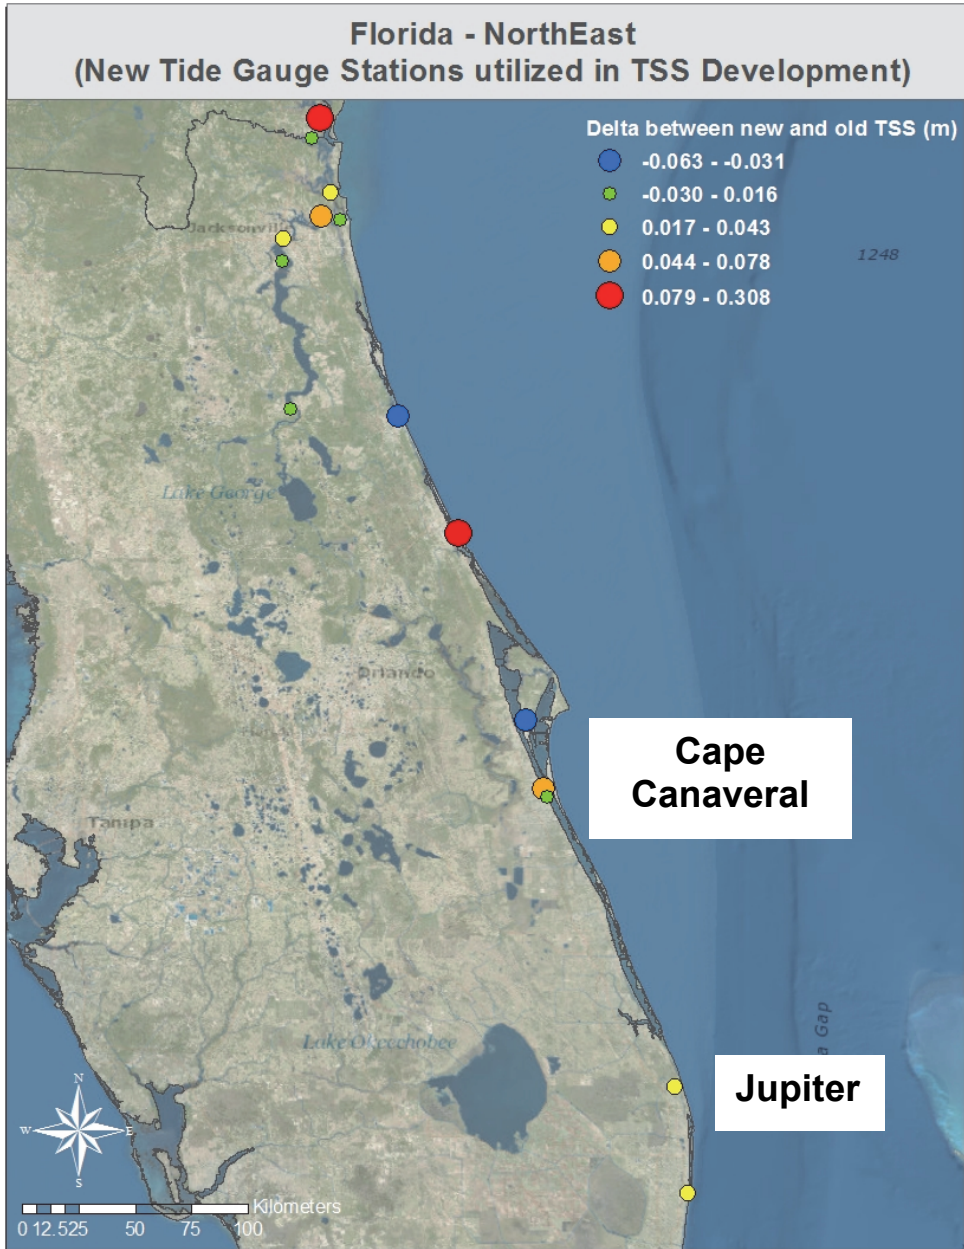 Florida - NorthEast
(New Tide Gauge Stations utilized in TSS Development)
Delta between new and old TSS (m)
-0.063 - -0.031
-0.030 - 0.016
0.017 - 0.043
0.044 - 0.078
0.079 - 0.308
1248
Jacksonville
Lake George
Orlando
Cape
Canaveral
Tampa
Lake Okeechobee
a Gap
Jupiter
N
W E
S
Kilometers
0 12.525 50 75 100